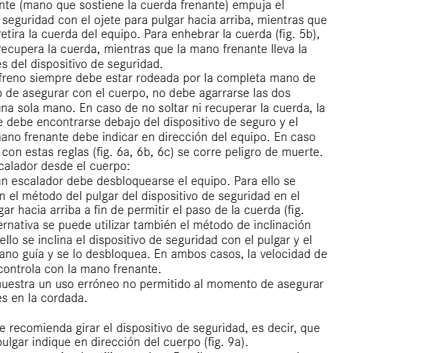 nte (mano que sostiene la cuerda frenante) empuja el
seguridad con el ojete para pulgar hacia arriba, mientras que
retira la cuerda del equipo. Para enhebrar la cuerda (fig. 5b),
recupera la cuerda, mientras que la mano frenante lleva la
és del dispositivo de seguridad.
freno siempre debe estar rodeada por la completa mano de
o de asegurar con el cuerpo, no debe agarrarse las dos
una sola mano. En caso de no soltar ni recuperar la cuerda, la
e debe encontrarse debajo del dispositivo de seguro y el
mano frenante debe indicar en dirección del equipo. En caso
con estas reglas (fig. 6a, 6b, 6c) se corre peligro de muerte.
scalador desde el cuerpo:
un escalador debe desbloquearse el equipo. Para ello se
n el método del pulgar del dispositivo de seguridad en el
gar hacia arriba a fin de permitir el paso de la cuerda (fig.
ernativa se puede utilizar también el método de inclinación
ello se inclina el dispositivo de seguridad con el pulgar y el
ano guía y se lo desbloquea. En ambos casos, la velocidad de
controla con la mano frenante.
uestra un uso erróneo no permitido al momento de asegurar
es en la cordada.
e recomienda girar el dispositivo de seguridad, es decir, que
pulgar indique en dirección del cuerpo (fig. 9a).